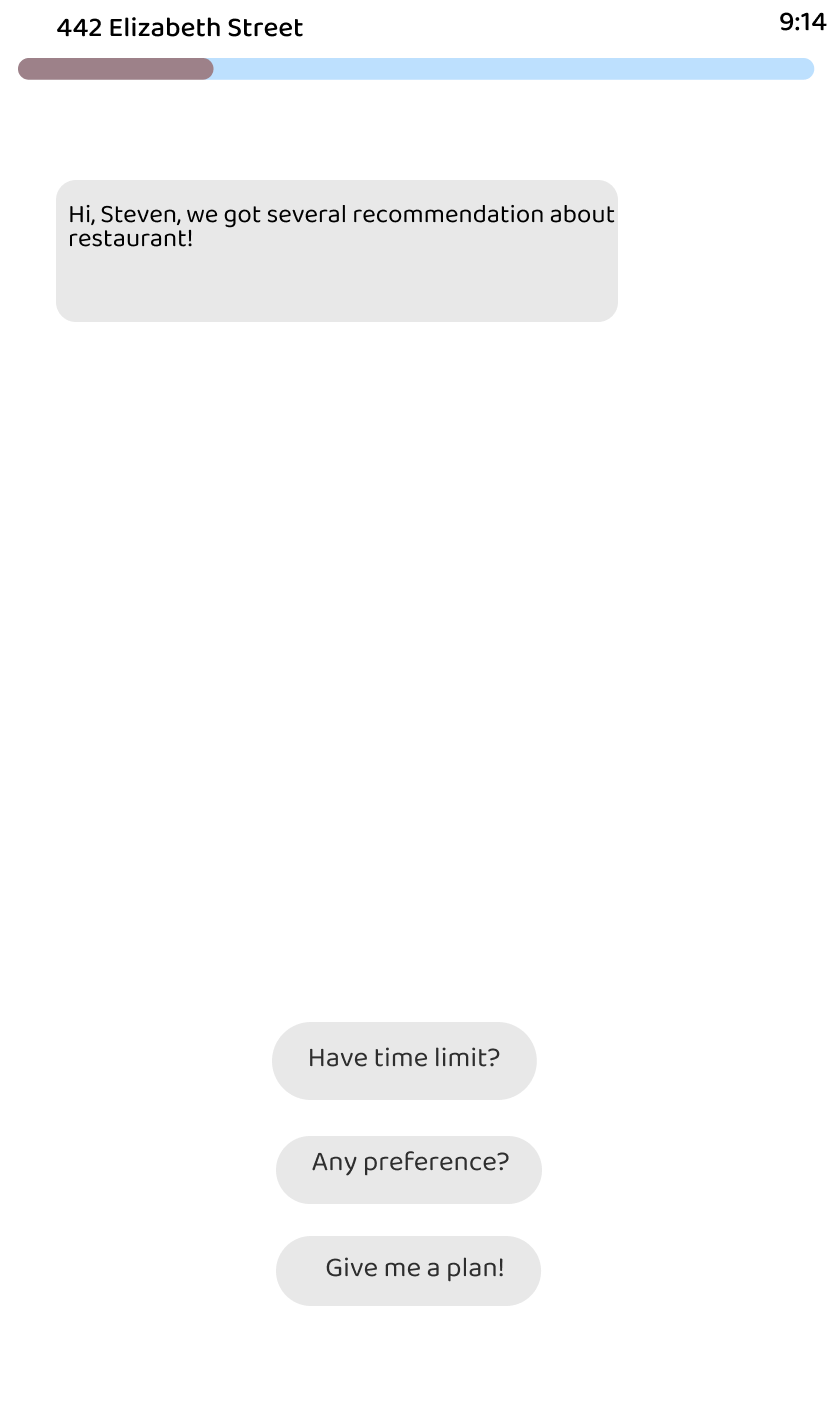 442 Elizabeth Street
9:14
Hi, Steven, we got several recommendation about
restaurant!
Have time limit?
Any preference?
Give me a plan!